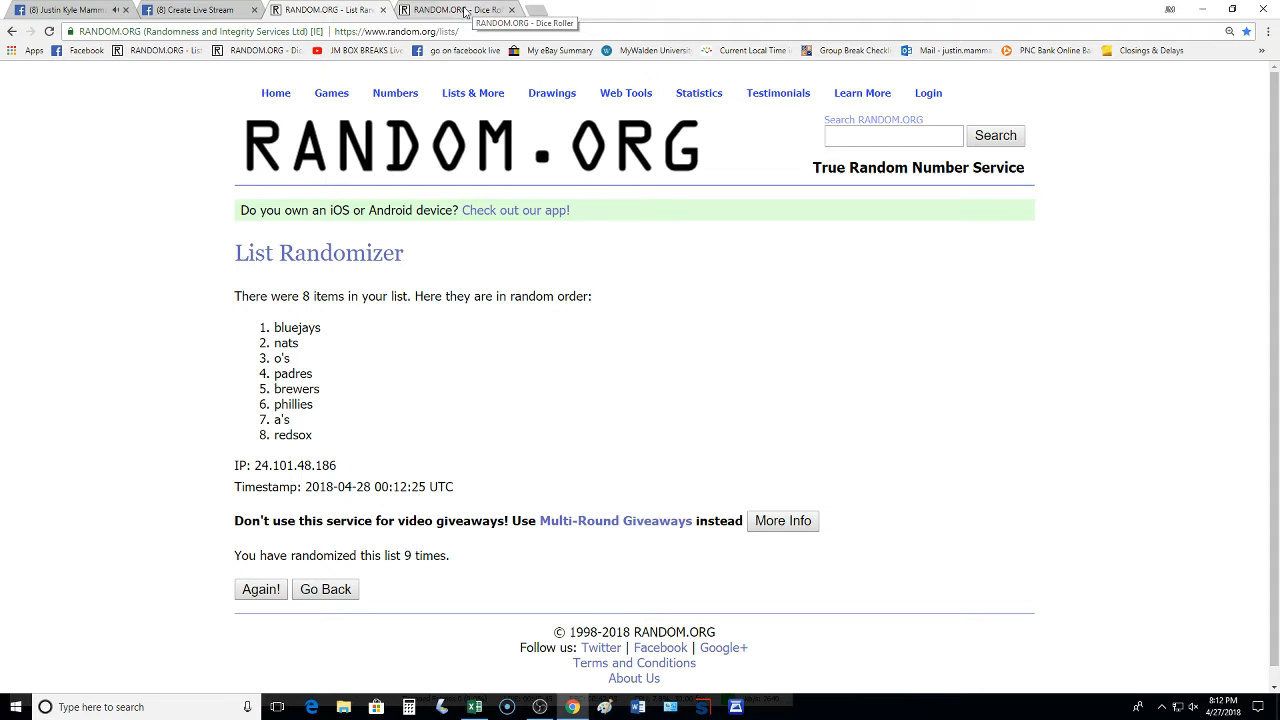 (8) Justin Kyle Mamm
(8) Create Live Stream
RANDOM.ORG - List Ran
RANDOM.ORG - Dice Ro
RANDOM.ORG - Dice Roller
RANDOM.ORG (Randomness and Integrity Services Ltd) [IE] https://www.random.org/lists/
Apps Facebook RANDOM.ORG - List RANDOM.ORG - Dic JM BOX BREAKS Liv go on facebook live My eBay Summary MyWalden University Current Local Time Group Break Checklis Mail - justin.mamma PNC Bank Online Ba Closings & Delays
Home Games Numbers Lists & More Drawings Web Tools Statistics Testimonials Learn More Login
Search RANDOM.ORG
RANDOM.ORG
Search
True Random Number Service
Do you own an iOS or Android device? Check out our app!
List Randomizer
There were 8 items in your list. Here they are in random order:
1. bluejays
2. nats
3. o's
4. padres
5. brewers
6. phillies
7. a's
8. redsox
IP: 24.101.48.186
Timestamp: 2018-04-28 00:12:25 UTC
Don't use this service for video giveaways! Use Multi-Round Giveaways instead More Info
You have randomized this list 9 times.
Again! Go Back
© 1998-2018 RANDOM.ORG
Follow us: Twitter | Facebook | Google+
Terms and Conditions
About Us
Type here to search
8:12 PM
4/27/2018